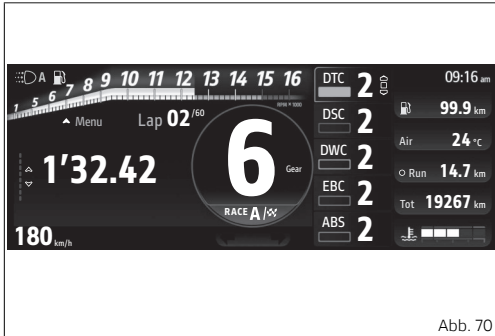 A
1 5 6 7 8 9 10 11 12 13 14 15 16
RPM × 1000
Menu
Lap 02/60
1’32.42
6
Gear
RACE A
180 km/h
DTC 2
DSC 2
DWC 2
EBC 2
ABS 2
09:16 am
99.9 km
Air 24 °C
Run 14.7 km
Tot 19267 km
Abb. 70